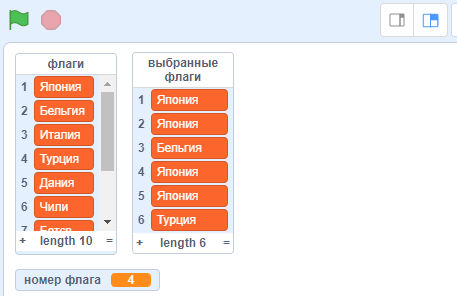 флаги
1 Япония
2 Бельгия
3 Италия
4 Турция
5 Дания
6 Чили
7
+ length 10 =
выбранные
флаги
1 Япония
2 Япония
3 Бельгия
4 Япония
5 Япония
6 Турция
+ length 6 =
номер флага 4